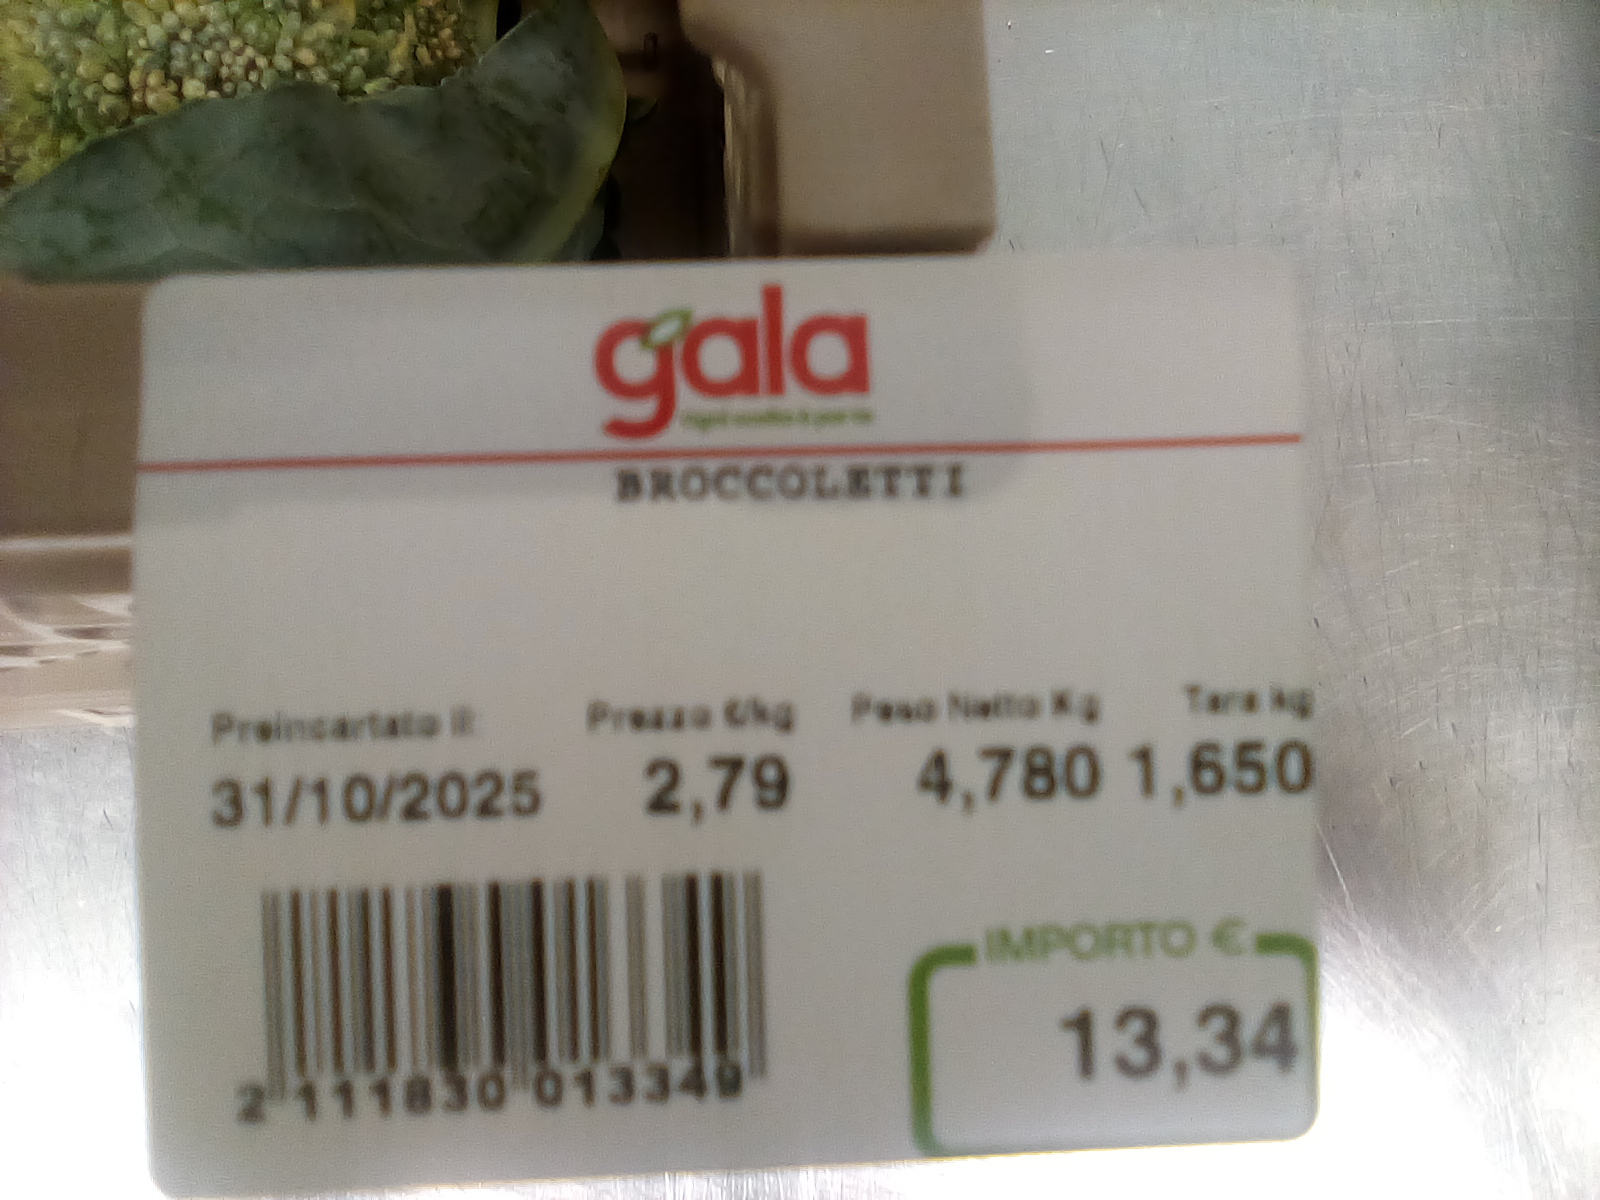 gala
BROCCOLETTI
Preincartato il: Prezzo €/kg Peso Netto Kg Tara kg
31/10/2025 2,79 4,780 1,650
IMPORTO €
13,34
2 111830 013349